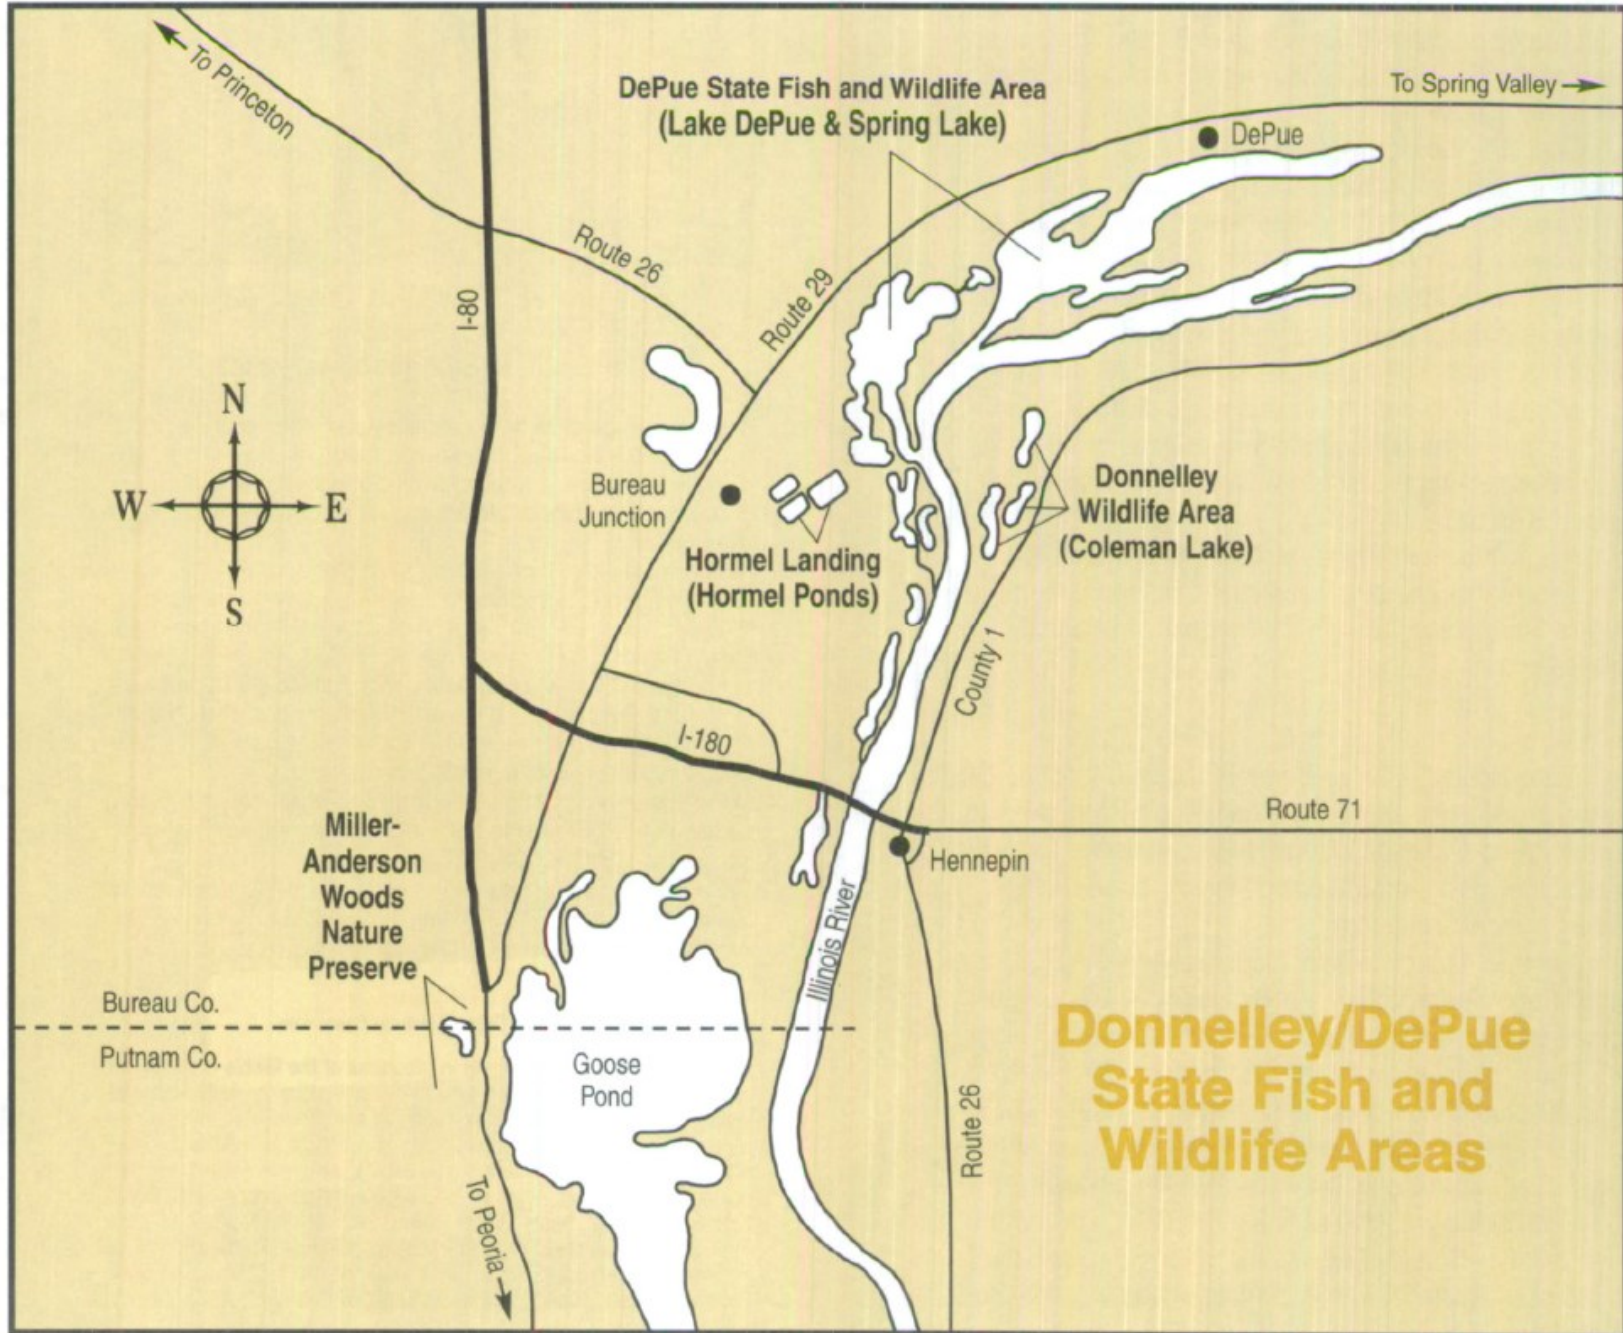 To Princeton
DePue State Fish and Wildlife Area
(Lake DePue & Spring Lake)
To Spring Valley
DePue
Route 26
Route 29
I-80
N
W
E
S
Bureau
Junction
Hormel Landing
(Hormel Ponds)
Donnelley
Wildlife Area
(Coleman Lake)
County 1
I-180
Route 71
Hennepin
Miller-
Anderson
Woods
Nature
Preserve
Illinois River
Bureau Co.
Putnam Co.
Goose
Pond
Route 26
To Peoria
Donnelley/DePue
State Fish and
Wildlife Areas